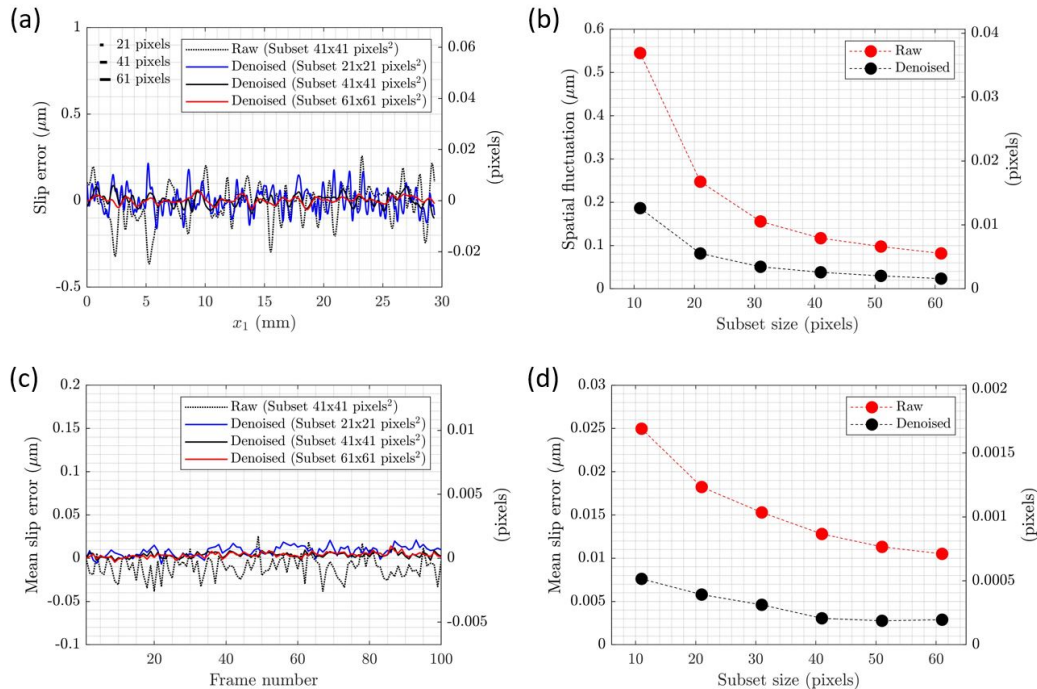 (a)
1
0.5
0
-0.5
Slip error (μm)
21 pixels
41 pixels
61 pixels
Raw (Subset 41x41 pixels²)
Denoised (Subset 21x21 pixels²)
Denoised (Subset 41x41 pixels²)
Denoised (Subset 61x61 pixels²)
0.06
0.04
0.02
0
-0.02
(pixels)
0 5 10 15 20 25 30
x₁ (mm)
(b)
0.6
0.5
0.4
0.3
0.2
0.1
0
Spatial fluctuation (μm)
Raw
Denoised
0.04
0.03
0.02
0.01
0
(pixels)
10 20 30 40 50 60
Subset size (pixels)
(c)
0.2
0.15
0.1
0.05
0
-0.05
-0.1
Mean slip error (μm)
Raw (Subset 41x41 pixels²)
Denoised (Subset 21x21 pixels²)
Denoised (Subset 41x41 pixels²)
Denoised (Subset 61x61 pixels²)
0.01
0.005
0
-0.005
(pixels)
20 40 60 80 100
Frame number
(d)
0.03
0.025
0.02
0.015
0.01
0.005
0
Mean slip error (μm)
Raw
Denoised
0.002
0.0015
0.001
0.0005
0
(pixels)
10 20 30 40 50 60
Subset size (pixels)